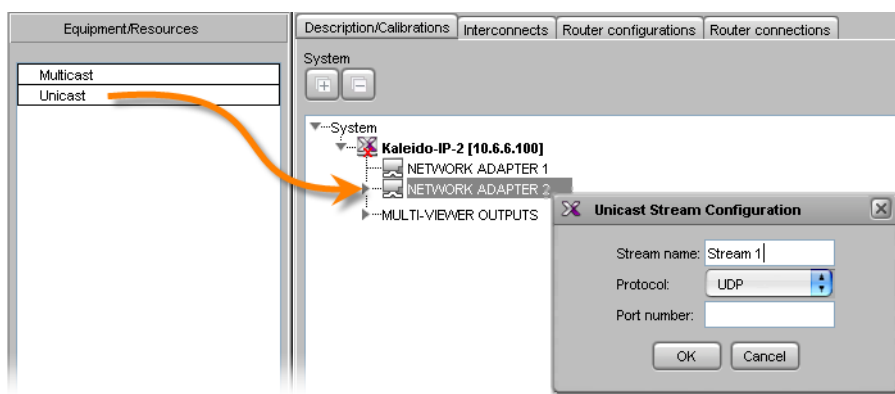 Equipment/Resources
Multicast
Unicast
Description/Calibrations
Interconnects
Router configurations
Router connections
System
System
Kaleido-IP-2 [10.6.6.100]
NETWORK ADAPTER 1
NETWORK ADAPTER 2
MULTI-VIEWER OUTPUTS
Unicast Stream Configuration
Stream name: Stream 1
Protocol: UDP
Port number:
OK Cancel